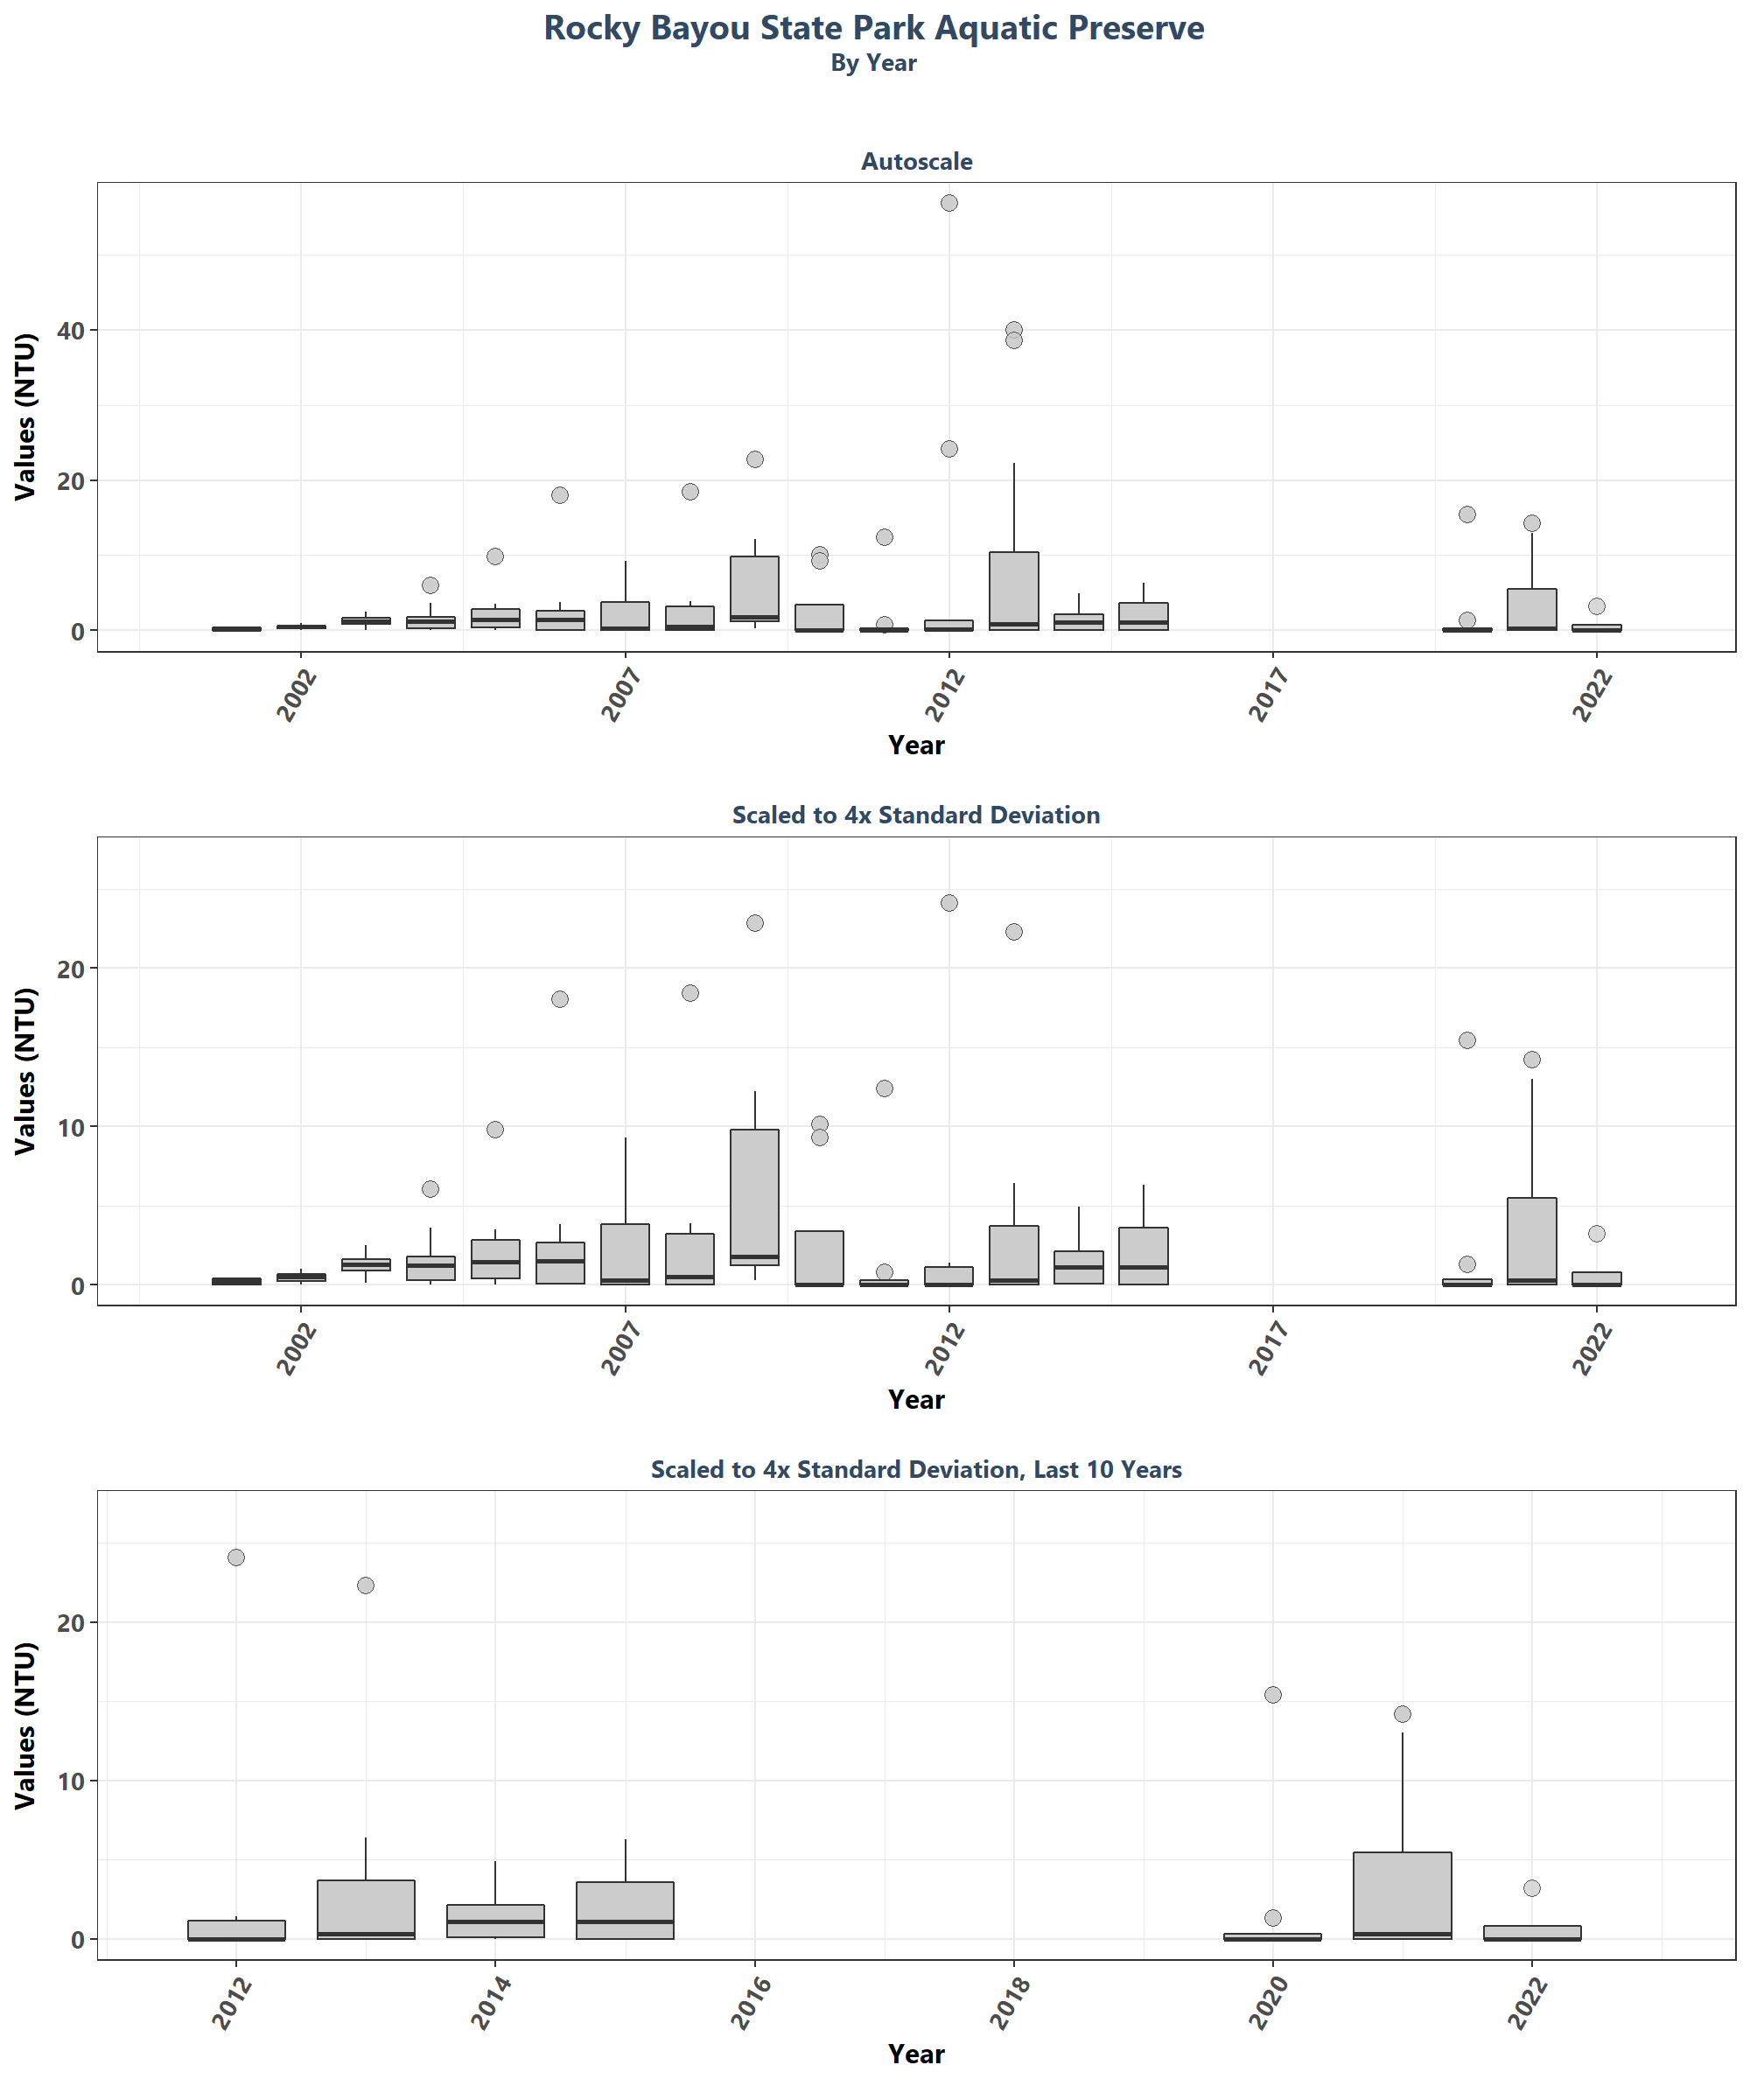 Rocky Bayou State Park Aquatic Preserve
By Year
Autoscale
Values (NTU)
40
20
0
2002 2007 2012 2017 2022
Year
Scaled to 4x Standard Deviation
Values (NTU)
20
10
0
2002 2007 2012 2017 2022
Year
Scaled to 4x Standard Deviation, Last 10 Years
Values (NTU)
20
10
0
2012 2014 2016 2018 2020 2022
Year